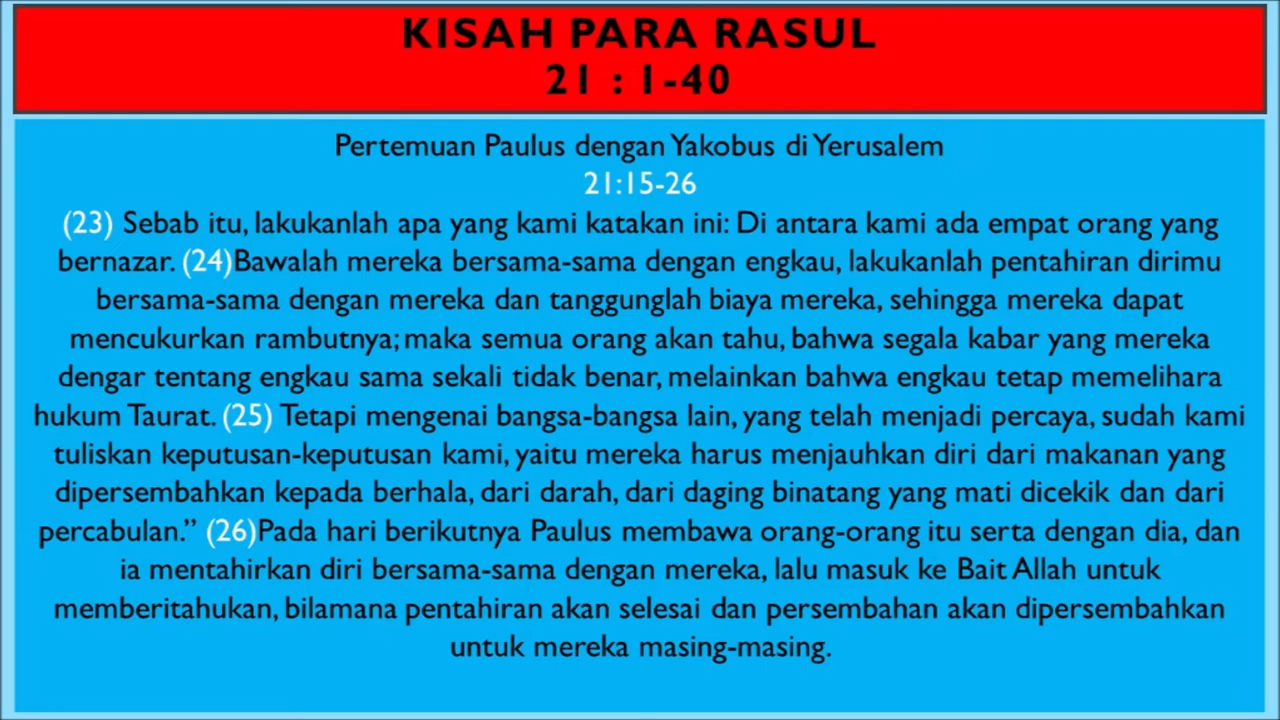 KISAH PARA RASUL
21 : 1-40
Pertemuan Paulus dengan Yakobus di Yerusalem
21:15-26
(23) Sebab itu, lakukanlah apa yang kami katakan ini: Di antara kami ada empat orang yang
bernazar. (24)Bawalah mereka bersama-sama dengan engkau, lakukanlah pentahiran dirimu
bersama-sama dengan mereka dan tanggunglah biaya mereka, sehingga mereka dapat
mencukurkan rambutnya; maka semua orang akan tahu, bahwa segala kabar yang mereka
dengar tentang engkau sama sekali tidak benar, melainkan bahwa engkau tetap memelihara
hukum Taurat. (25) Tetapi mengenai bangsa-bangsa lain, yang telah menjadi percaya, sudah kami
tuliskan keputusan-keputusan kami, yaitu mereka harus menjauhkan diri dari makanan yang
dipersembahkan kepada berhala, dari darah, dari daging binatang yang mati dicekik dan dari
percabulan.” (26)Pada hari berikutnya Paulus membawa orang-orang itu serta dengan dia, dan
ia mentahirkan diri bersama-sama dengan mereka, lalu masuk ke Bait Allah untuk
memberitahukan, bilamana pentahiran akan selesai dan persembahan akan dipersembahkan
untuk mereka masing-masing.